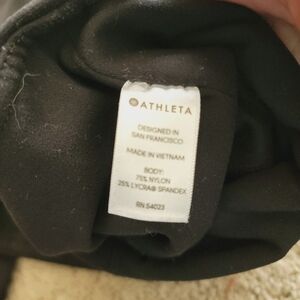 ATHLETA
DESIGNED IN
SAN FRANCISCO
MADE IN VIETNAM
BODY:
75% NYLON
25% LYCRA® SPANDEX
RN 54023